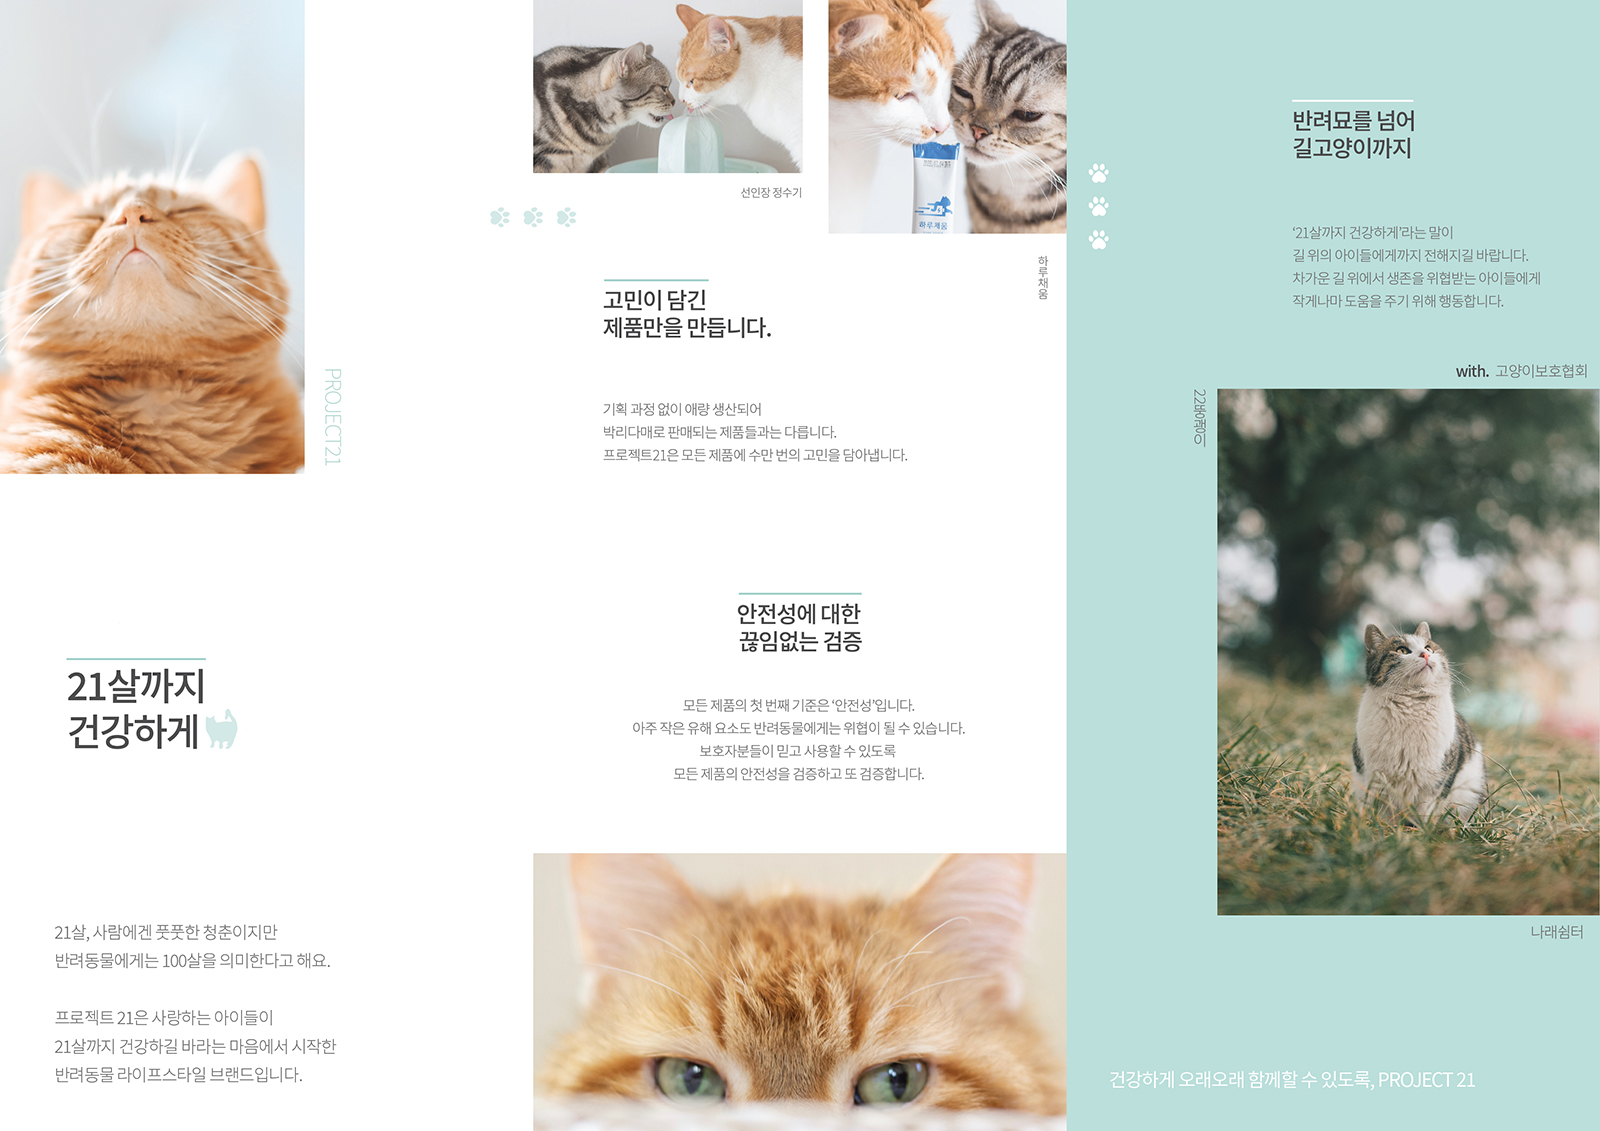 PROJECT21
21살까지
건강하게
21살, 사람에겐 풋풋한 청춘이지만
반려동물에게는 100살을 의미한다고 해요.
프로젝트 21은 사랑하는 아이들이
21살까지 건강하길 바라는 마음에서 시작한
반려동물 라이프스타일 브랜드입니다.
선인장 정수기
하루채움
하루채움
고민이 담긴
제품만을 만듭니다.
기획 과정 없이 애량 생산되어
박리다매로 판매되는 제품들과는 다릅니다.
프로젝트21은 모든 제품에 수만 번의 고민을 담아냅니다.
안전성에 대한
끊임없는 검증
모든 제품의 첫 번째 기준은 ‘안전성’입니다.
아주 작은 유해 요소도 반려동물에게는 위협이 될 수 있습니다.
보호자분들이 믿고 사용할 수 있도록
모든 제품의 안전성을 검증하고 또 검증합니다.
반려묘를 넘어
길고양이까지
‘21살까지 건강하게’라는 말이
길 위의 아이들에게까지 전해지길 바랍니다.
차가운 길 위에서 생존을 위협받는 아이들에게
작게나마 도움을 주기 위해 행동합니다.
with. 고양이보호협회
나래쉼터
건강하게 오래오래 함께할 수 있도록, PROJECT 21